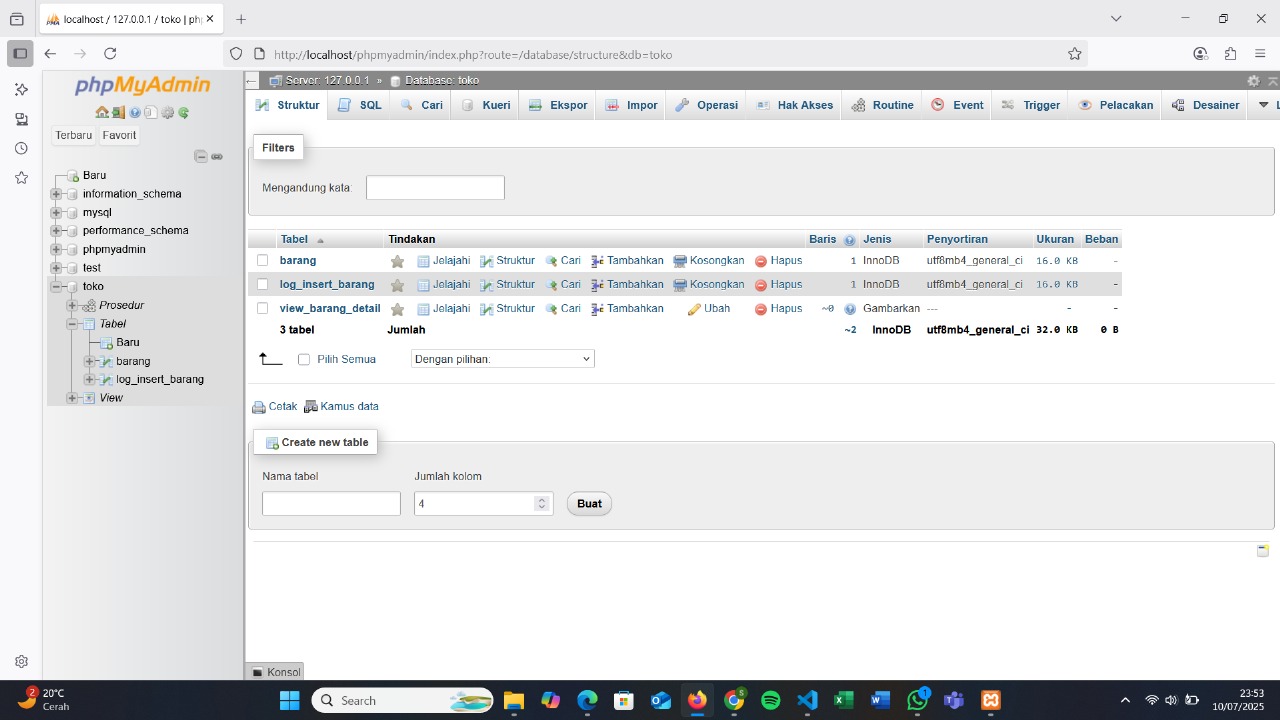 localhost / 127.0.0.1 / toko | ph
http://localhost/phpmyadmin/index.php?route=/database/structure&db=toko
phpMyAdmin
Terbaru Favorit
Baru
information_schema
mysql
performance_schema
phpmyadmin
test
toko
Prosedur
Tabel
Baru
barang
log_insert_barang
View
Server: 127.0.0.1 » Database: toko
Struktur SQL Cari Kueri Ekspor Impor Operasi Hak Akses Routine Event Trigger Pelacakan Desainer L
Filters
Mengandung kata:
Tabel Tindakan Baris Jenis Penyortiran Ukuran Beban
barang Jelajahi Struktur Cari Tambahkan Kosongkan Hapus 1 InnoDB utf8mb4_general_ci 16.0 KB -
log_insert_barang Jelajahi Struktur Cari Tambahkan Kosongkan Hapus 1 InnoDB utf8mb4_general_ci 16.0 KB -
view_barang_detail Jelajahi Struktur Cari Tambahkan Ubah Hapus ~0 Gambarkan --- - -
3 tabel Jumlah ~2 InnoDB utf8mb4_general_ci 32.0 KB 0 B
Pilih Semua Dengan pilihan:
Cetak Kamus data
Create new table
Nama tabel Jumlah kolom
4 Buat
Konsol
2 20°C
Cerah
Search
S
1
23:53
10/07/2025